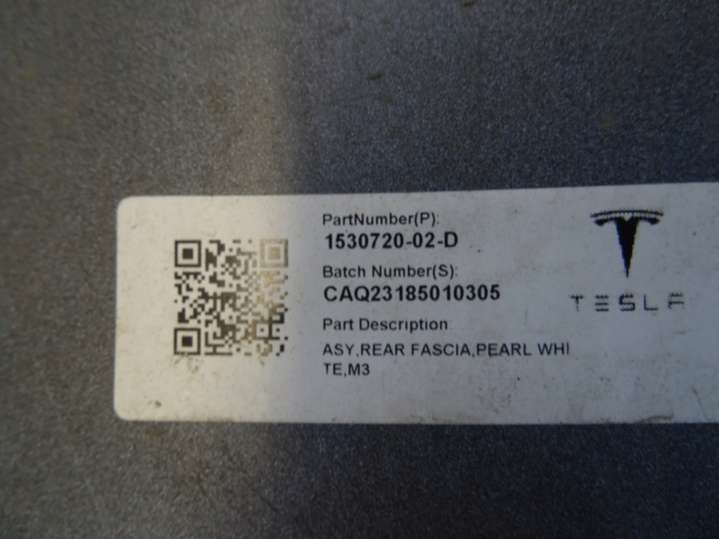 PartNumber(P):
1530720-02-D
Batch Number(S):
CAQ23185010305
TESLA
Part Description:
ASY,REAR FASCIA,PEARL WHI
TE,M3